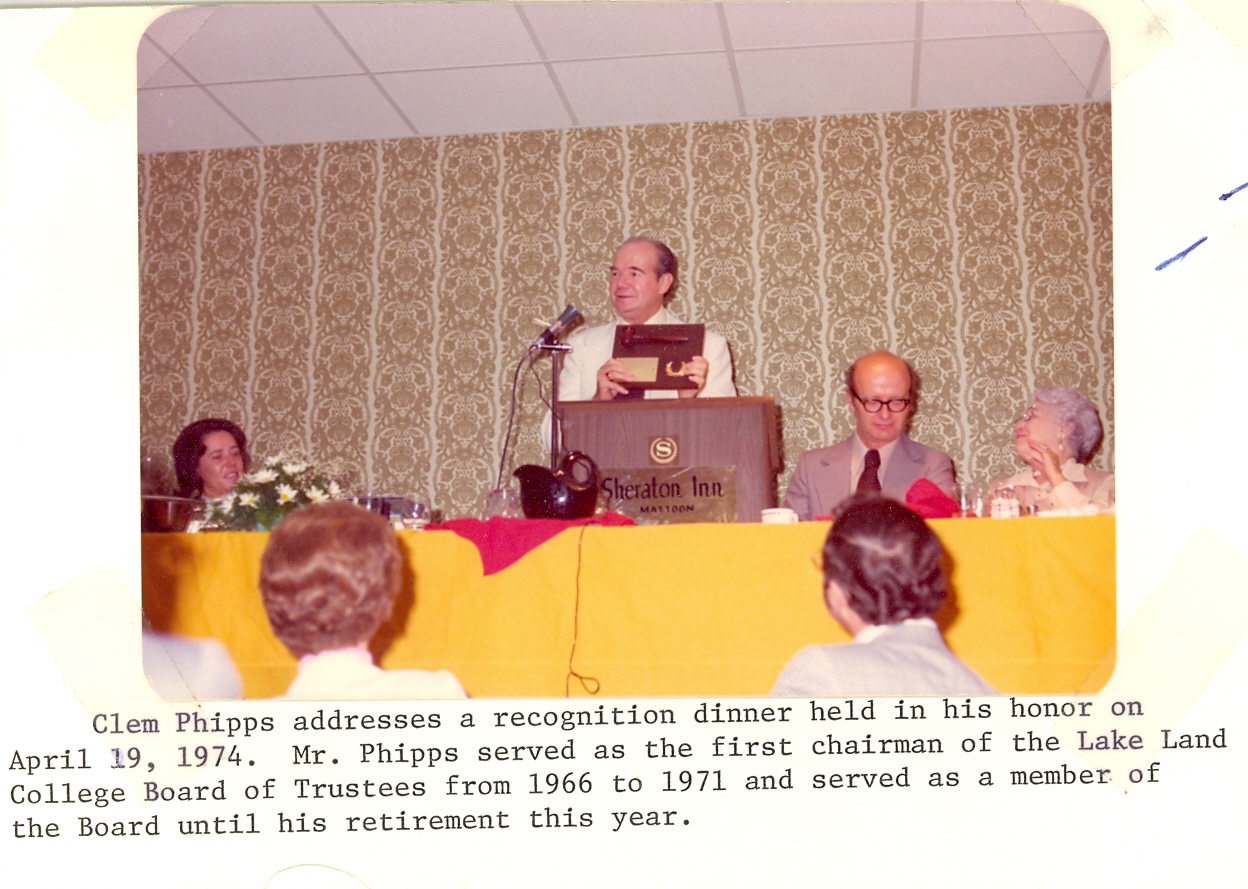 S
Sheraton Inn
MATTOON
Clem Phipps addresses a recognition dinner held in his honor on
April 19, 1974.  Mr. Phipps served as the first chairman of the Lake Land
College Board of Trustees from 1966 to 1971 and served as a member of
the Board until his retirement this year.